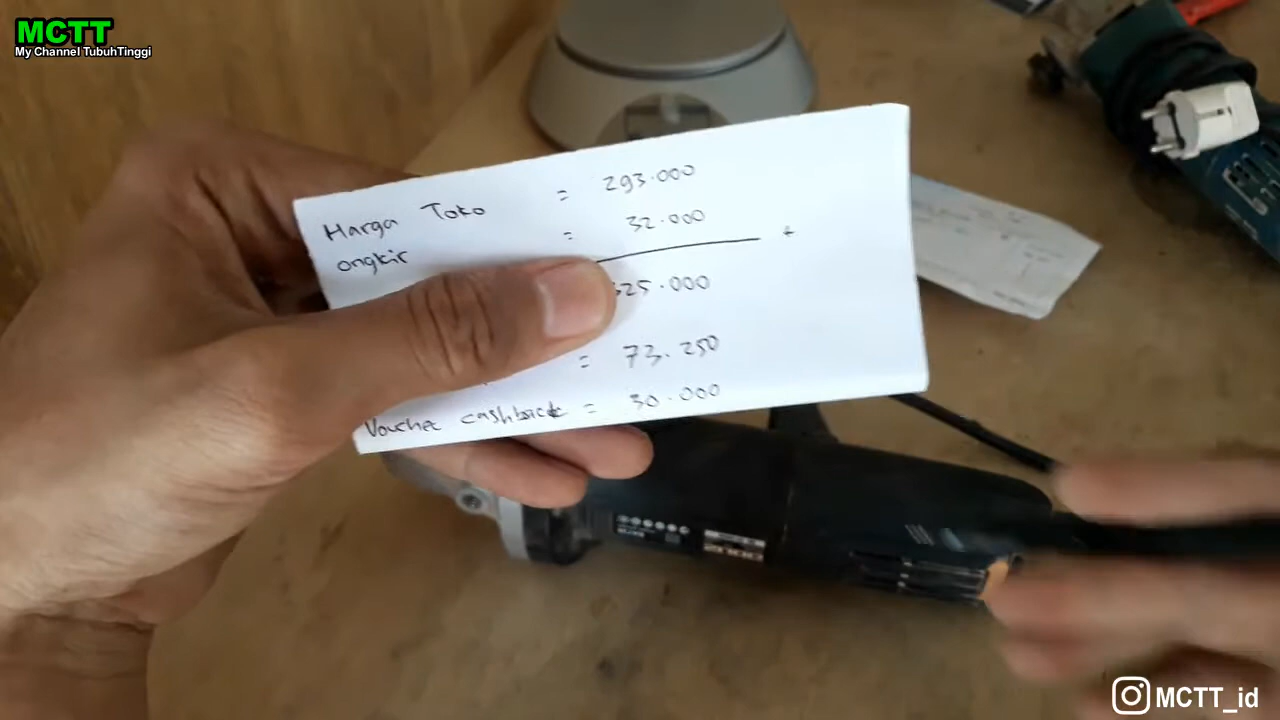 MCTT
My Channel TubuhTinggi
Harga Toko = 293.000
ongkir = 32.000 +
325.000
= 73.250
Voucher cashback = 30.000
MCTT_id